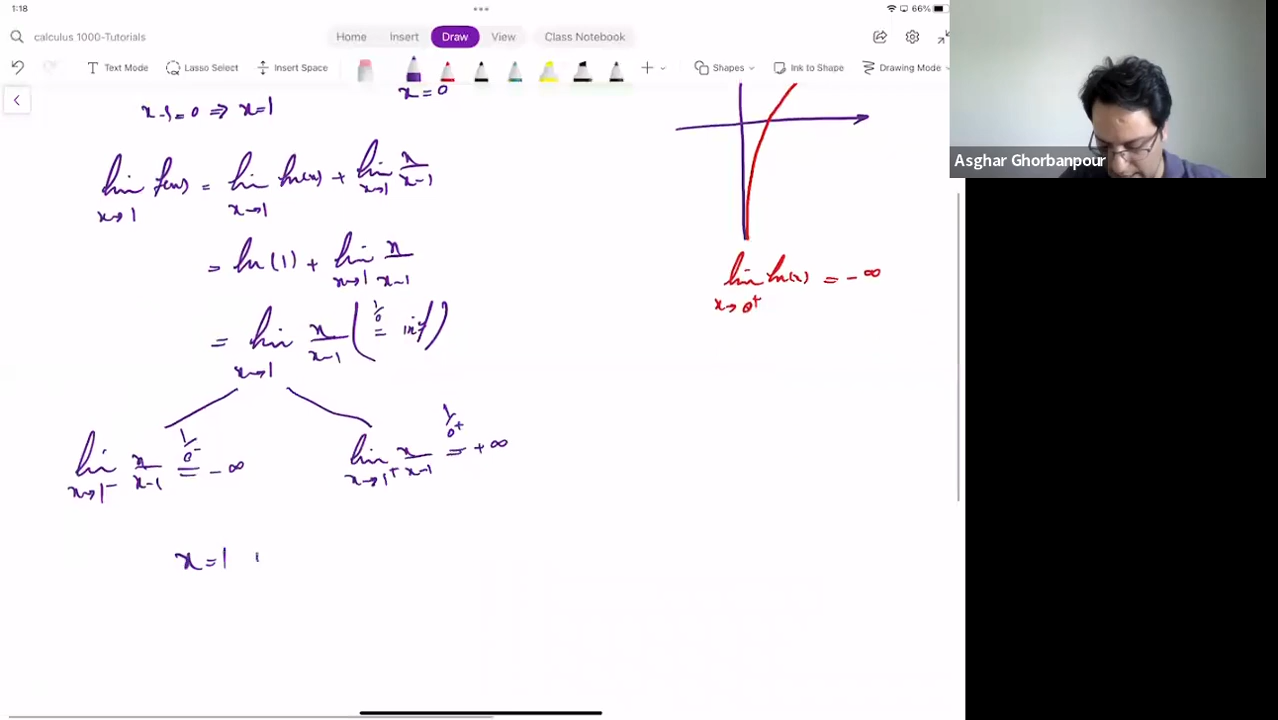 1:18
66%
calculus 1000-Tutorials
Home Insert Draw View Class Notebook
Text Mode Lasso Select Insert Space Shapes Ink to Shape Drawing Mode
x-1=0 ⇒ x=1
x=0
lim x→1 f(x) = lim x→1 ln(x) + lim x→1 x/(x-1)
= ln(1) + lim x→1 x/(x-1)
= lim x→1 x/(x-1) (1/0 = inf)
lim x→1⁻ x/(x-1) 1/0⁻ = -∞
lim x→1⁺ x/(x-1) 1/0⁺ = +∞
x=1
lim x→0⁺ ln(x) = -∞
Asghar Ghorbanpour